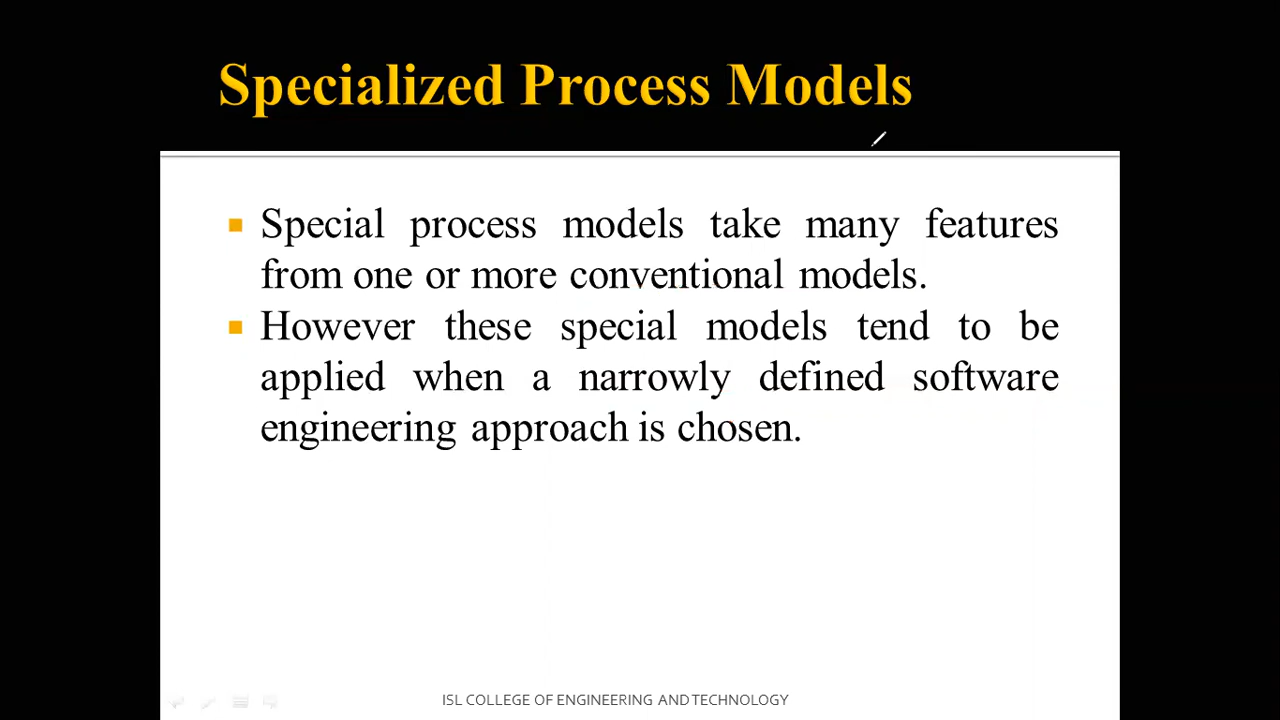 Specialized Process Models
Special process models take many features
from one or more conventional models.
However these special models tend to be
applied when a narrowly defined software
engineering approach is chosen.
ISL COLLEGE OF ENGINEERING AND TECHNOLOGY